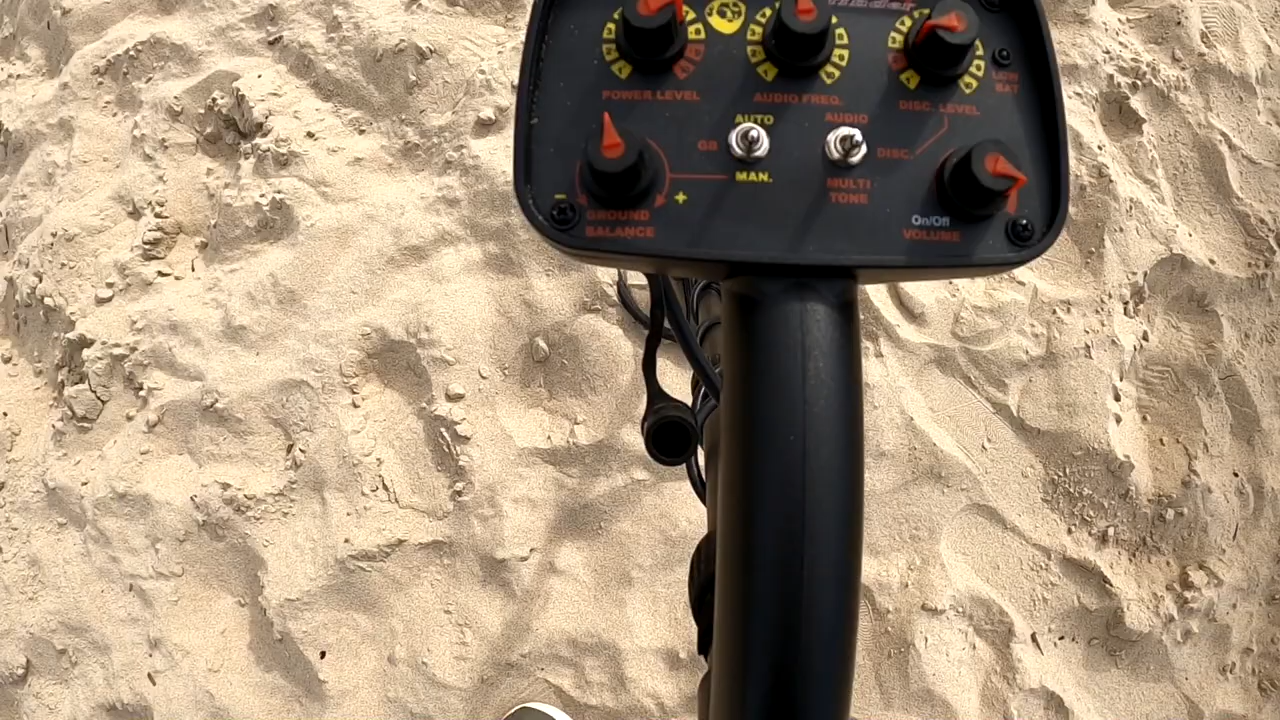 POWER LEVEL
AUDIO FREQ.
DISC. LEVEL
LOW
BAT
AUTO
GB
MAN.
AUDIO
DISC.
MULTI
TONE
GROUND
BALANCE
On/Off
VOLUME
- +